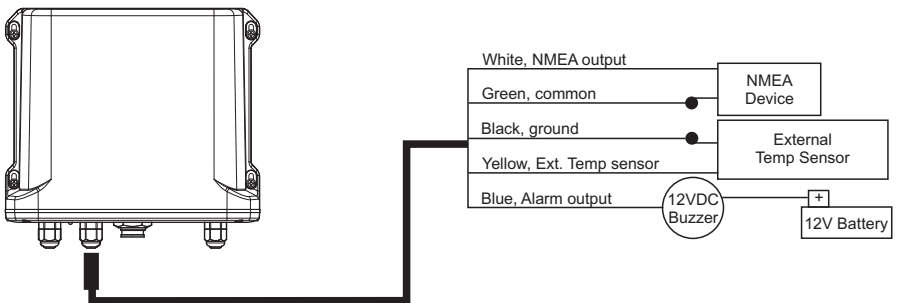 White, NMEA output
NMEA
Device
Green, common
Black, ground
External
Temp Sensor
Yellow, Ext. Temp sensor
Blue, Alarm output
12VDC
Buzzer
+
12V Battery